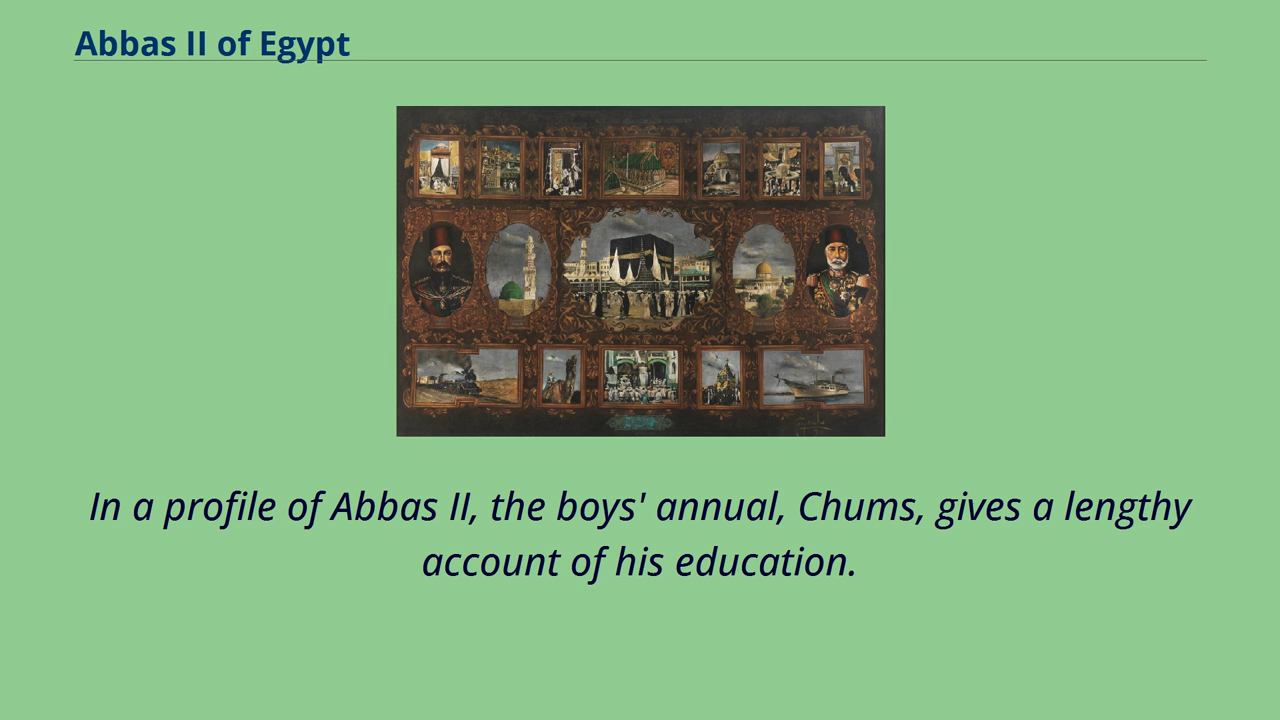 Abbas II of Egypt
In a profile of Abbas II, the boys' annual, Chums, gives a lengthy
account of his education.